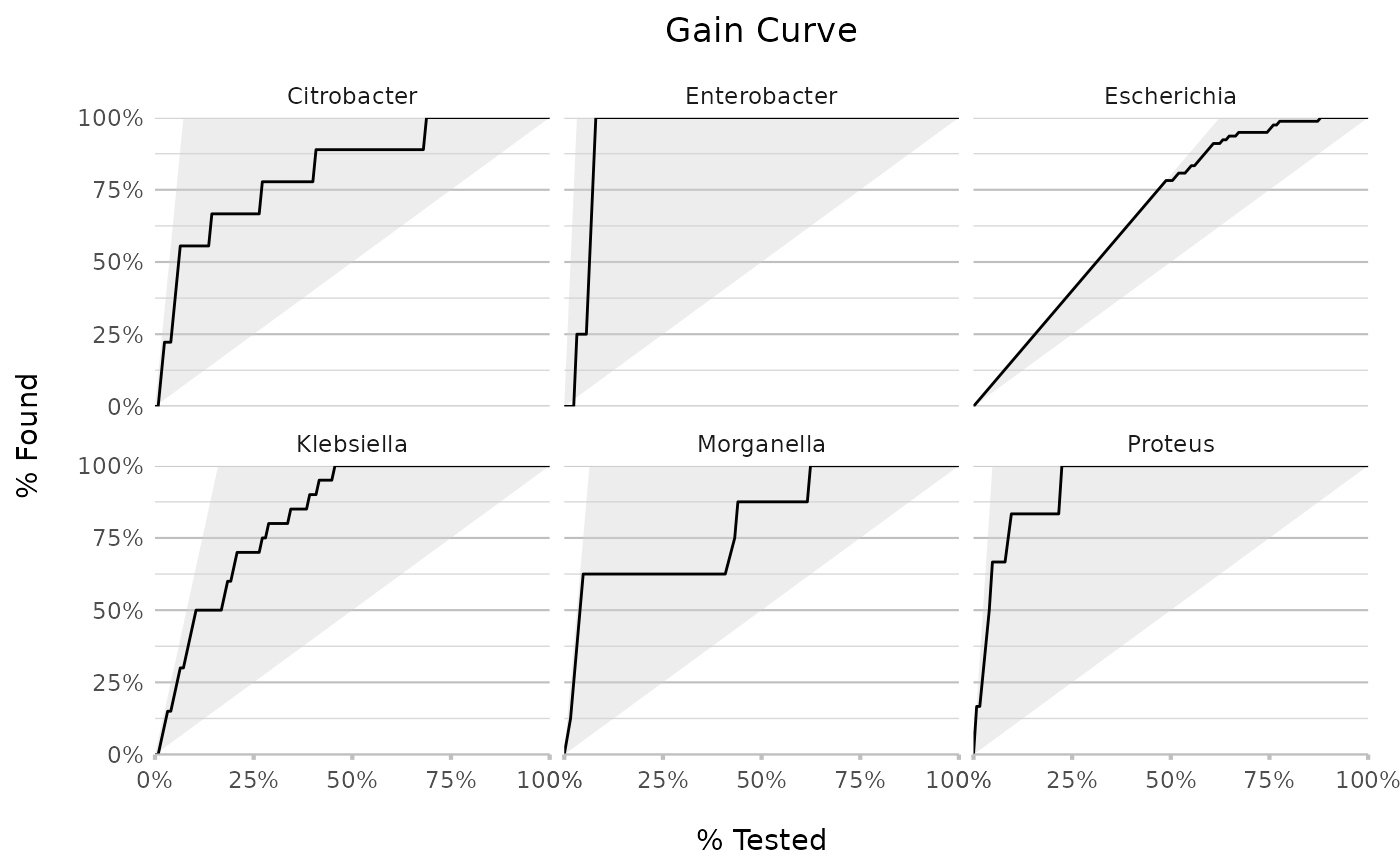 Gain Curve
Citrobacter Enterobacter Escherichia
100%
75%
50%
25%
0%
% Found
Klebsiella Morganella Proteus
100%
75%
50%
25%
0%
0% 25% 50% 75% 100% 0% 25% 50% 75% 100% 0% 25% 50% 75% 100%
% Tested